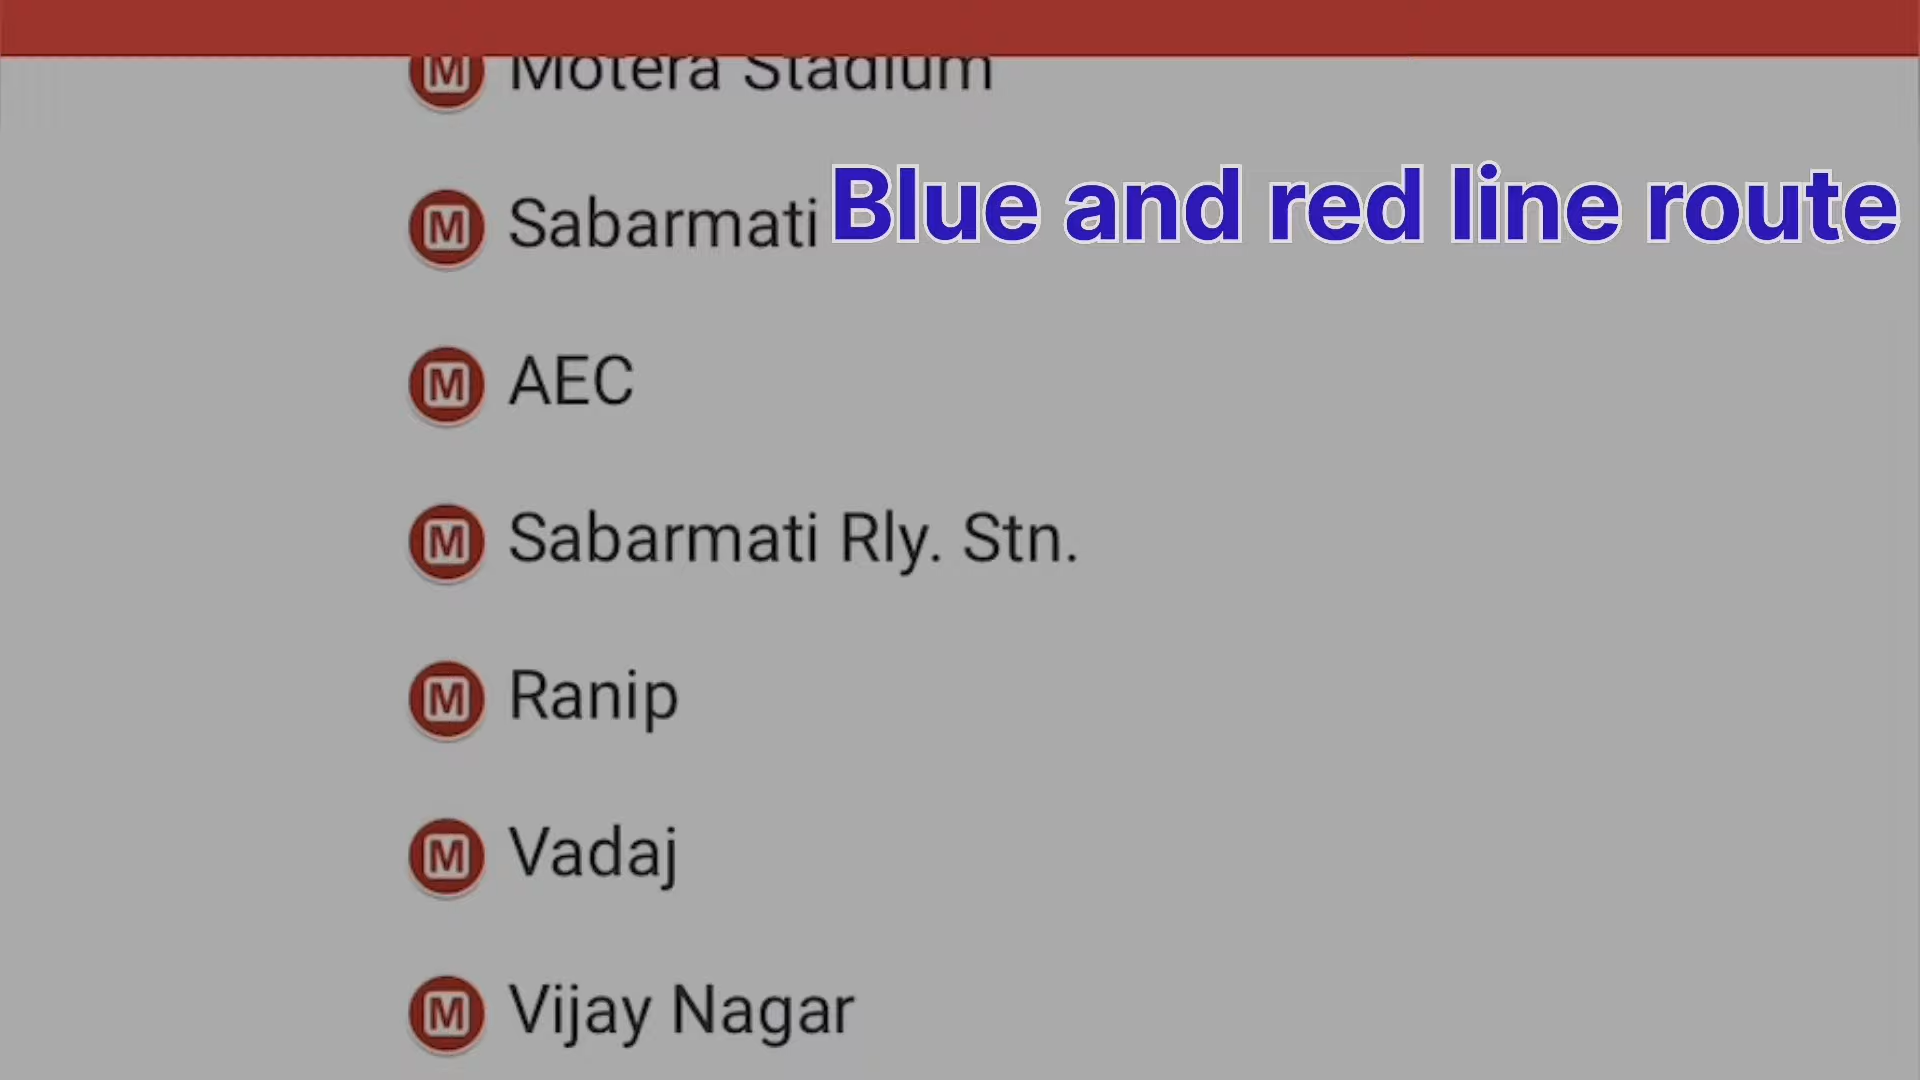 Motera Stadium
Sabarmati
Blue and red line route
M AEC
M Sabarmati Rly. Stn.
M Ranip
M Vadaj
M Vijay Nagar